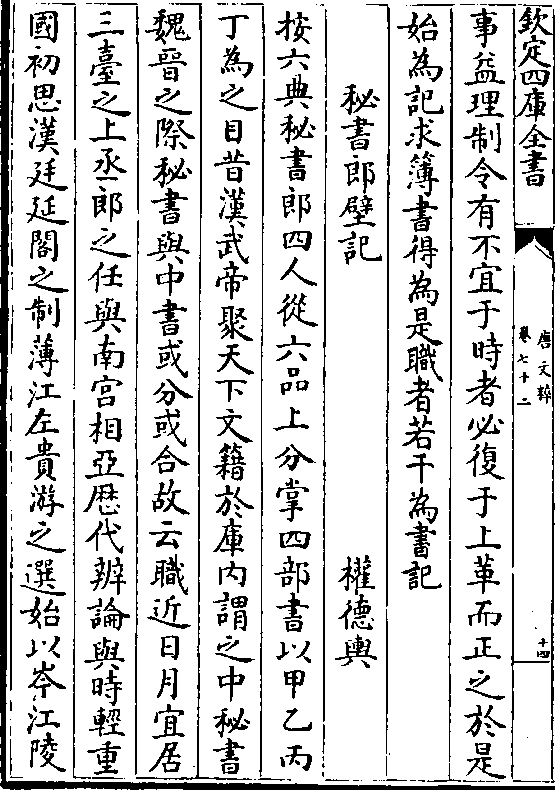 欽定四庫全書
唐文粹
卷七十二
十四
事益理制令有不宜于時者必復于上革而正之於是
始為記求簿書得為是職者若干為書記
秘書郎壁記
權德輿
按六典秘書郎四人從六品上分掌四部書以甲乙丙
丁為之目昔漢武帝聚天下文籍於庫内謂之中秘書
魏晉之際秘書與中書或分或合故云職近日月宜居
三臺之上丞郎之任與南宫相亞歴代辨論與時輕重
國初思漢廷延閣之制薄江左貴游之選始以岑江陵